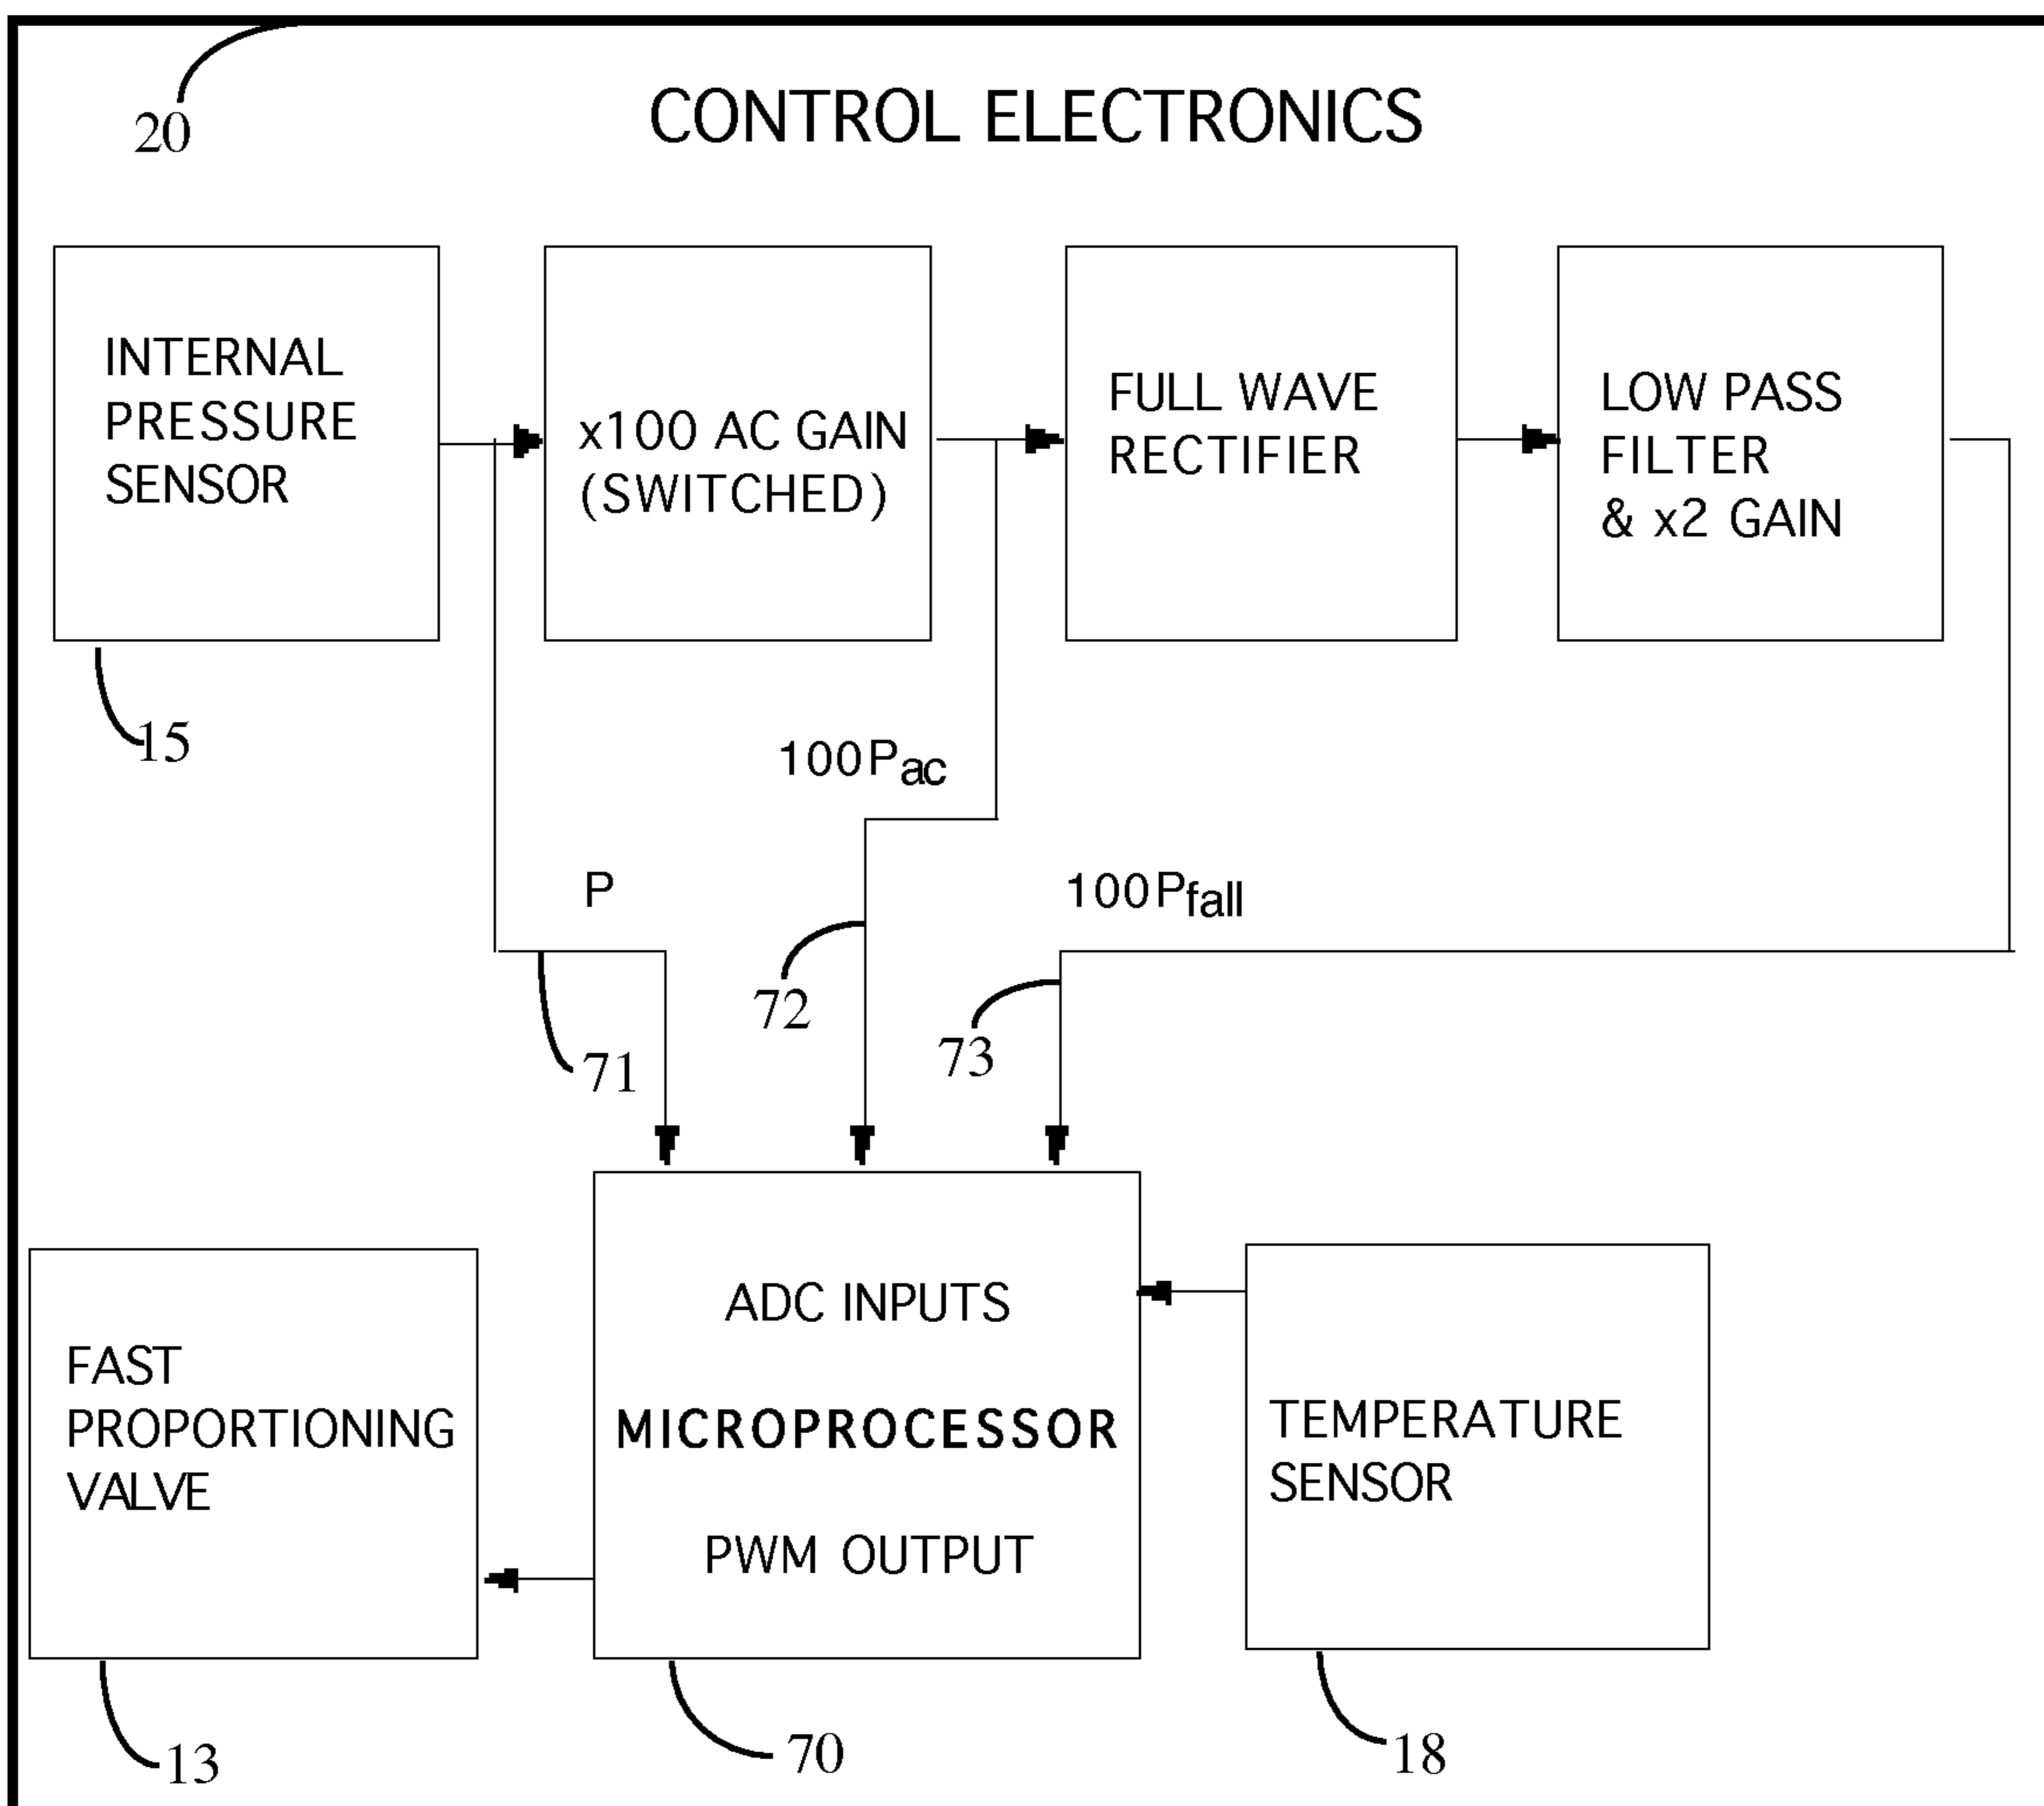 20
CONTROL ELECTRONICS
INTERNAL
PRESSURE
SENSOR
x100 AC GAIN
(SWITCHED)
FULL WAVE
RECTIFIER
LOW PASS
FILTER
& x2 GAIN
15
100Pac
P
100Pfall
72
73
71
FAST
PROPORTIONING
VALVE
ADC INPUTS
MICROPROCESSOR
PWM OUTPUT
TEMPERATURE
SENSOR
13
70
18